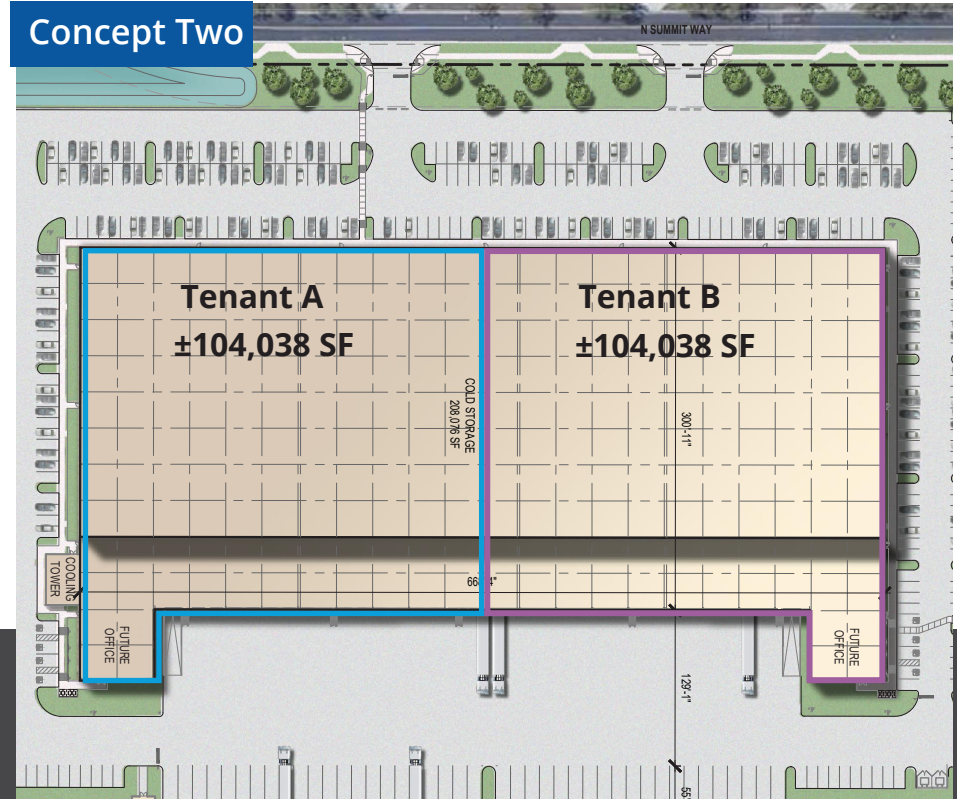 Concept Two
N SUMMIT WAY
Tenant A
±104,038 SF
Tenant B
±104,038 SF
COLD STORAGE
208,076 SF
300'-11"
COOLING
TOWER
FUTURE
OFFICE
FUTURE
OFFICE
129'-1"